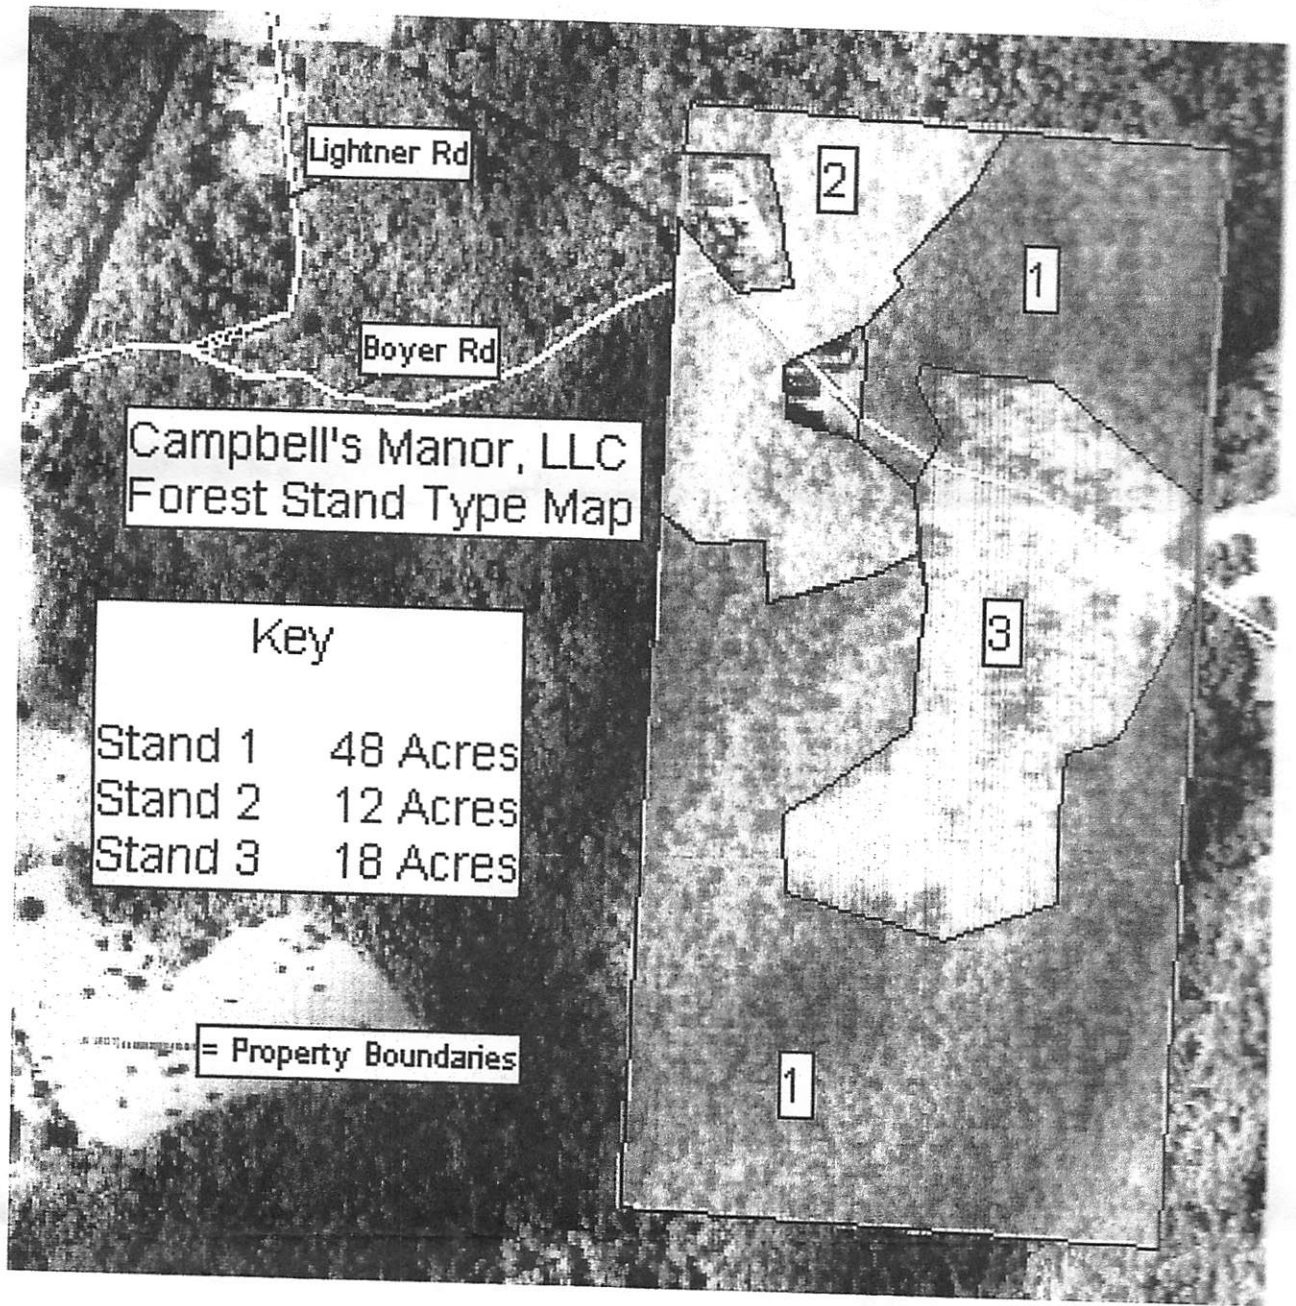 Lightner Rd
2
1
Boyer Rd
Campbell's Manor, LLC
Forest Stand Type Map
Key
Stand 1 48 Acres
Stand 2 12 Acres
Stand 3 18 Acres
3
= Property Boundaries
1